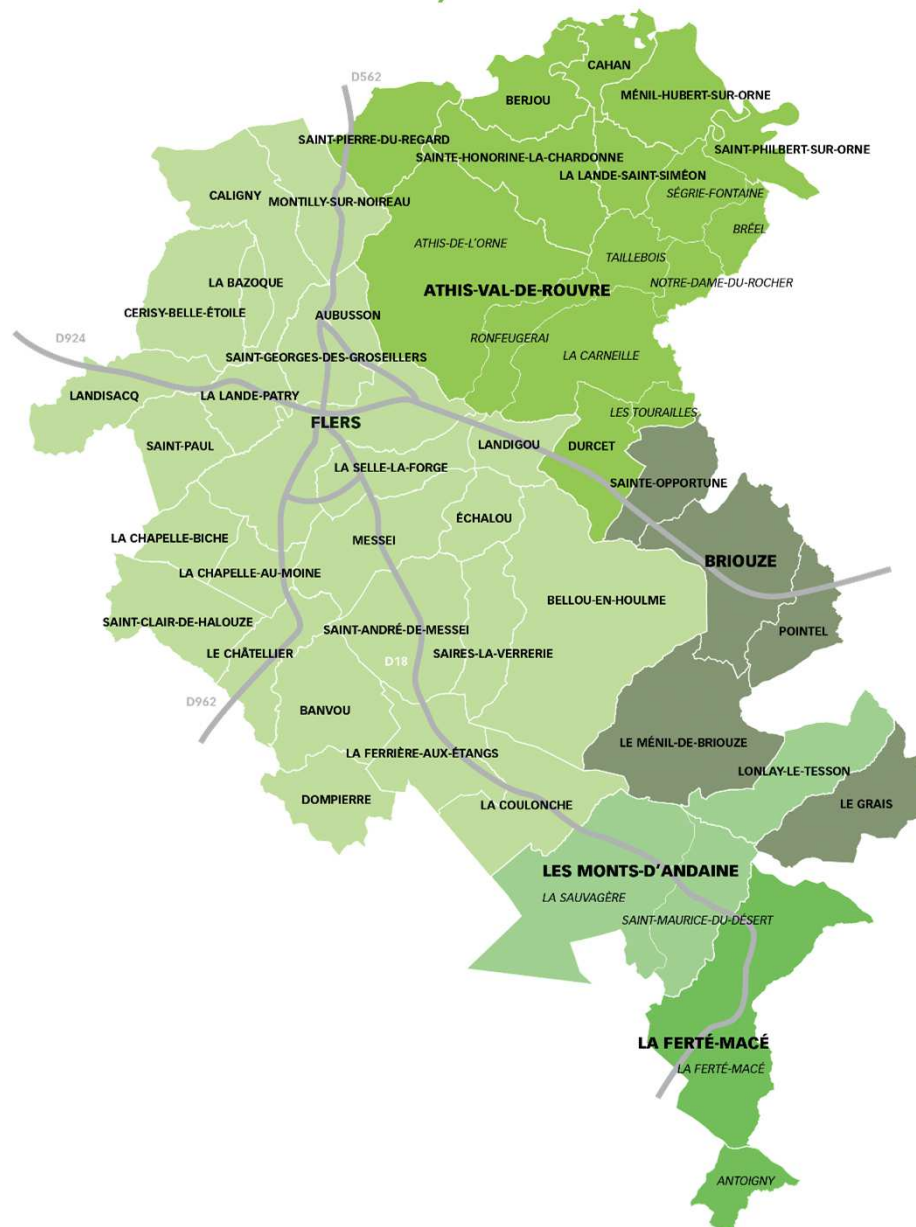 CAHAN
D562
BERJOU
MÉNIL-HUBERT-SUR-ORNE
SAINT-PIERRE-DU-REGARD
SAINT-PHILBERT-SUR-ORNE
SAINTE-HONORINE-LA-CHARDONNE
LA LANDE-SAINT-SIMÉON
SÉGRIE-FONTAINE
CALIGNY
MONTILLY-SUR-NOIREAU
BRÉEL
ATHIS-DE-L'ORNE
TAILLEBOIS
LA BAZOQUE
NOTRE-DAME-DU-ROCHER
ATHIS-VAL-DE-ROUVRE
CERISY-BELLE-ÉTOILE
AUBUSSON
D924
RONFEUGERAI
SAINT-GEORGES-DES-GROSEILLERS
LA CARNEILLE
LANDISACQ
LA LANDE-PATRY
LES TOURAILLES
FLERS
SAINT-PAUL
LANDIGOU
DURCET
LA SELLE-LA-FORGE
SAINTE-OPPORTUNE
ÉCHALOU
LA CHAPELLE-BICHE
MESSEI
BRIOUZE
LA CHAPELLE-AU-MOINE
BELLOU-EN-HOULME
SAINT-CLAIR-DE-HALOUZE
SAINT-ANDRÉ-DE-MESSEI
POINTEL
LE CHÂTELLIER
SAIRES-LA-VERRERIE
D18
D962
BANVOU
LE MÉNIL-DE-BRIOUZE
LA FERRIÈRE-AUX-ÉTANGS
LONLAY-LE-TESSON
DOMPIERRE
LA COULONCHE
LE GRAIS
LES MONTS-D'ANDAINE
LA SAUVAGÈRE
SAINT-MAURICE-DU-DÉSERT
LA FERTÉ-MACÉ
LA FERTÉ-MACÉ
ANTOIGNY